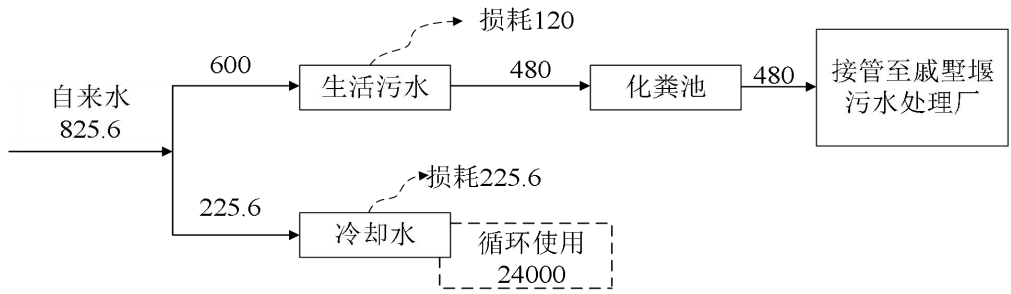 损耗120
600
生活污水
480
化粪池
480
接管至戚墅堰
污水处理厂
自来水
825.6
损耗225.6
225.6
冷却水
循环使用
24000